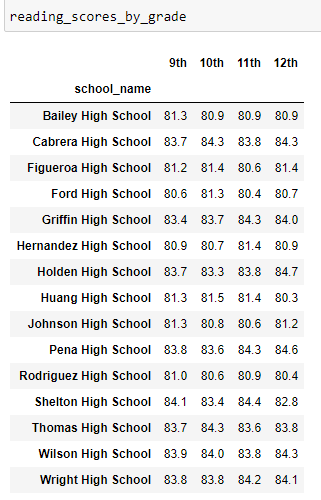 reading_scores_by_grade
9th 10th 11th 12th
school_name
Bailey High School 81.3 80.9 80.9 80.9
Cabrera High School 83.7 84.3 83.8 84.3
Figueroa High School 81.2 81.4 80.6 81.4
Ford High School 80.6 81.3 80.4 80.7
Griffin High School 83.4 83.7 84.3 84.0
Hernandez High School 80.9 80.7 81.4 80.9
Holden High School 83.7 83.3 83.8 84.7
Huang High School 81.3 81.5 81.4 80.3
Johnson High School 81.3 80.8 80.6 81.2
Pena High School 83.8 83.6 84.3 84.6
Rodriguez High School 81.0 80.6 80.9 80.4
Shelton High School 84.1 83.4 84.4 82.8
Thomas High School 83.7 84.3 83.6 83.8
Wilson High School 83.9 84.0 83.8 84.3
Wright High School 83.8 83.8 84.2 84.1